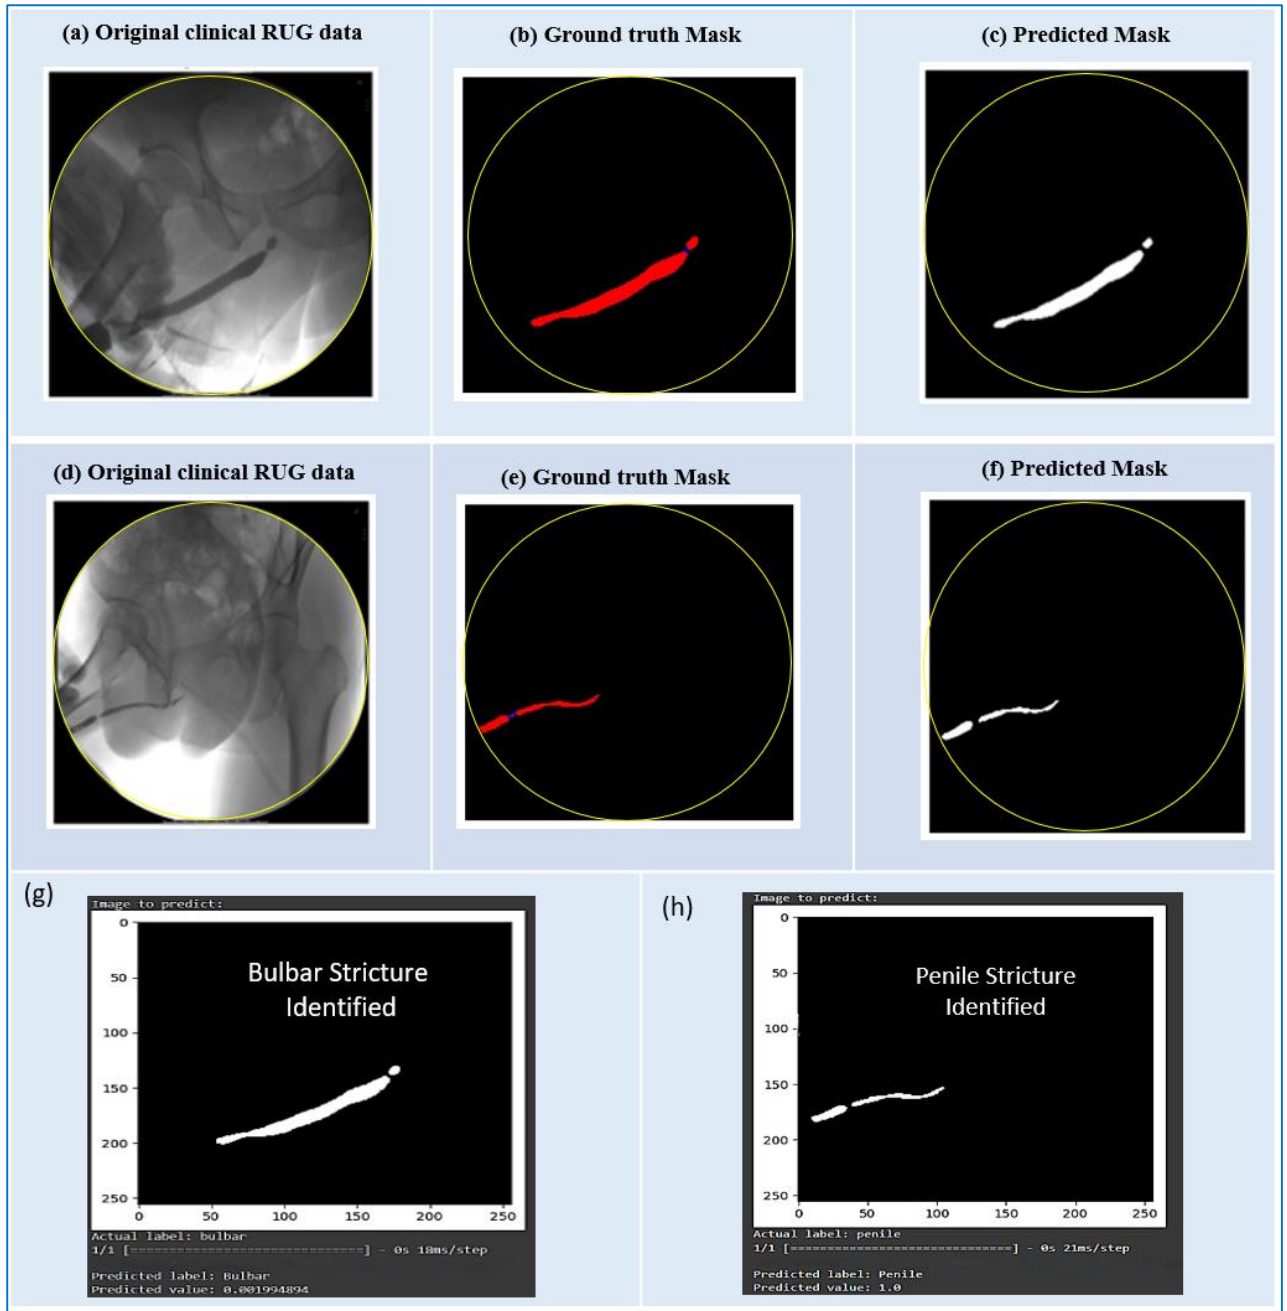 (a) Original clinical RUG data
(b) Ground truth Mask
(c) Predicted Mask
(d) Original clinical RUG data
(e) Ground truth Mask
(f) Predicted Mask
(g)
Image to predict:
0
50
100
150
200
250
Bulbar Stricture
Identified
0 50 100 150 200 250
Actual label: bulbar
1/1 [==============================] - 0s 18ms/step
Predicted label: Bulbar
Predicted value: 0.001994894
(h)
Image to predict:
0
50
100
150
200
250
Penile Stricture
Identified
0 50 100 150 200 250
Actual label: penile
1/1 [==============================] - 0s 21ms/step
Predicted label: Penile
Predicted value: 1.0